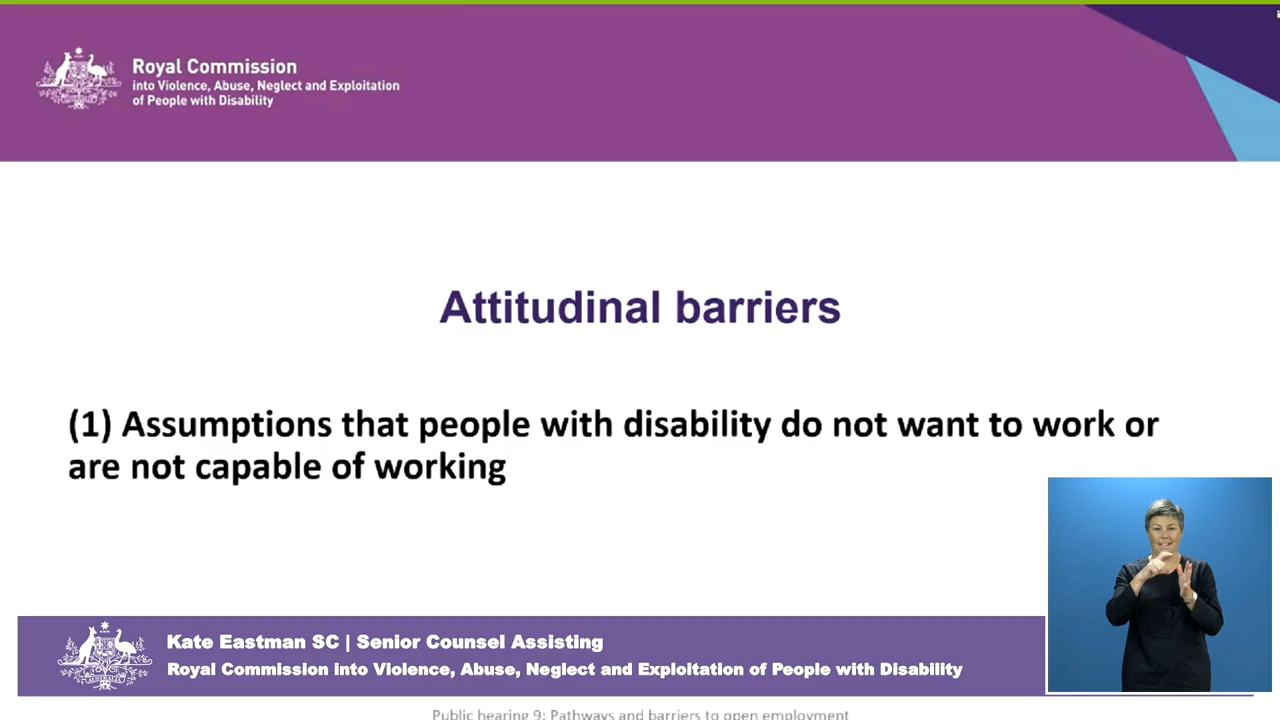 Royal Commission
into Violence, Abuse, Neglect and Exploitation
of People with Disability
Attitudinal barriers
(1) Assumptions that people with disability do not want to work or
are not capable of working
Kate Eastman SC | Senior Counsel Assisting
Royal Commission into Violence, Abuse, Neglect and Exploitation of People with Disability
Public hearing 9: Pathways and barriers to open employment